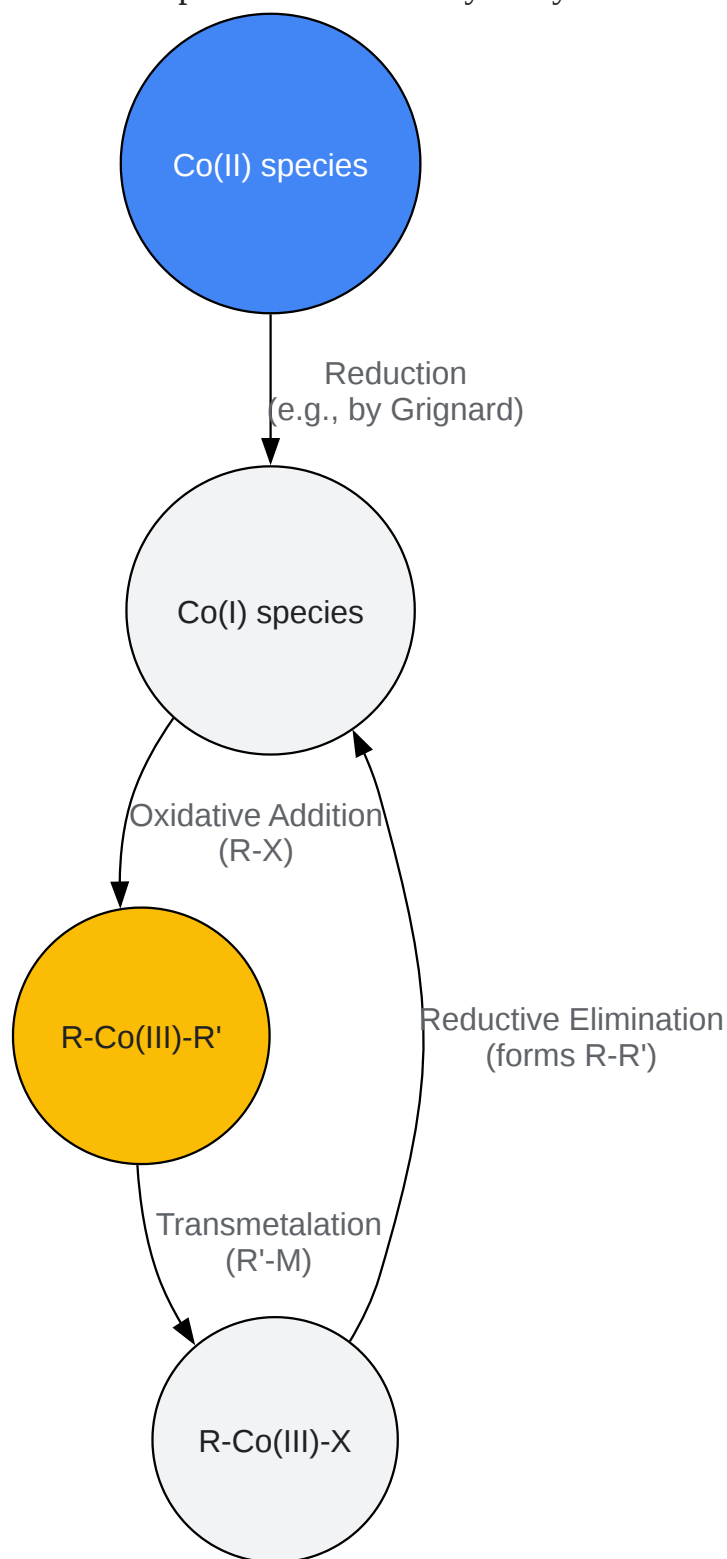 Co(II) species
Reduction
(e.g., by Grignard)
Co(I) species
Oxidative Addition
(R-X)
R-Co(III)-R'
Reductive Elimination
(forms R-R')
Transmetalation
(R'-M)
R-Co(III)-X